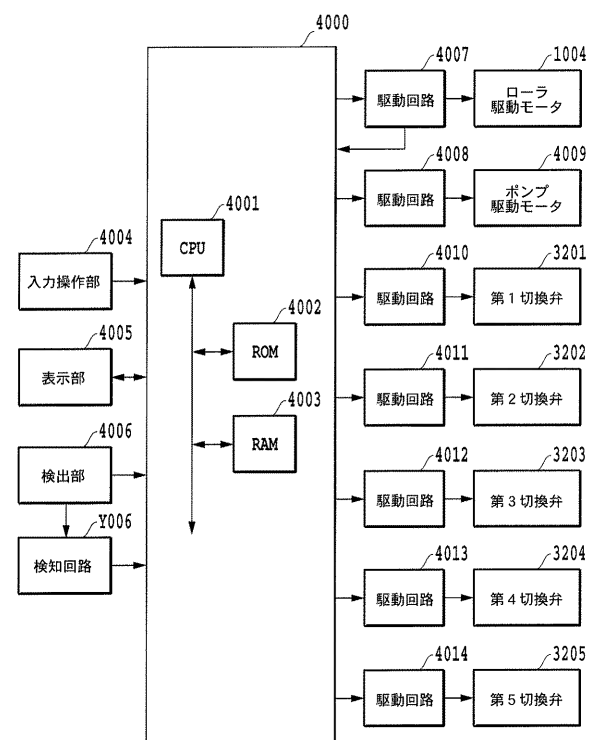 4000
4007
駆動回路
1004
ローラ
駆動モータ
4008
駆動回路
4009
ポンプ
駆動モータ
4001
CPU
4004
入力操作部
4010
駆動回路
3201
第1切換弁
4002
ROM
4005
表示部
4011
駆動回路
3202
第2切換弁
4003
RAM
4006
検出部
4012
駆動回路
3203
第3切換弁
Y006
検知回路
4013
駆動回路
3204
第4切換弁
4014
駆動回路
3205
第5切換弁